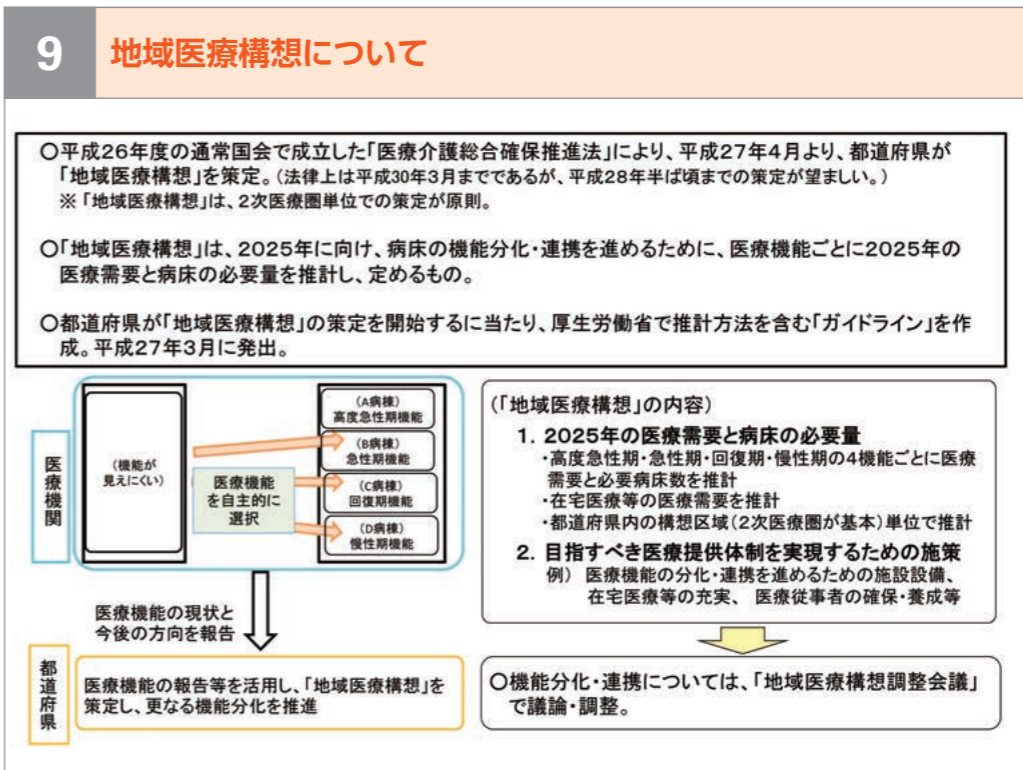 9
地域医療構想について
○平成26年度の通常国会で成立した「医療介護総合確保推進法」により、平成27年4月より、都道府県が
「地域医療構想」を策定。(法律上は平成30年3月までであるが、平成28年半ば頃までの策定が望ましい。)
※「地域医療構想」は、2次医療圏単位での策定が原則。
○「地域医療構想」は、2025年に向け、病床の機能分化・連携を進めるために、医療機能ごとに2025年の
医療需要と病床の必要量を推計し、定めるもの。
○都道府県が「地域医療構想」の策定を開始するに当たり、厚生労働省で推計方法を含む「ガイドライン」を作
成。平成27年3月に発出。
医療機関
(機能が
見えにくい)
医療機能
を自主的に
選択
(A病棟)
高度急性期機能
(B病棟)
急性期機能
(C病棟)
回復期機能
(D病棟)
慢性期機能
医療機能の現状と
今後の方向を報告
都道府県
医療機能の報告等を活用し、「地域医療構想」を
策定し、更なる機能分化を推進
(「地域医療構想」の内容)
1.2025年の医療需要と病床の必要量
・高度急性期・急性期・回復期・慢性期の4機能ごとに医療
需要と必要病床数を推計
・在宅医療等の医療需要を推計
・都道府県内の構想区域(2次医療圏が基本)単位で推計
2.目指すべき医療提供体制を実現するための施策
例) 医療機能の分化・連携を進めるための施設設備、
在宅医療等の充実、 医療従事者の確保・養成等
○機能分化・連携については、「地域医療構想調整会議」
で議論・調整。